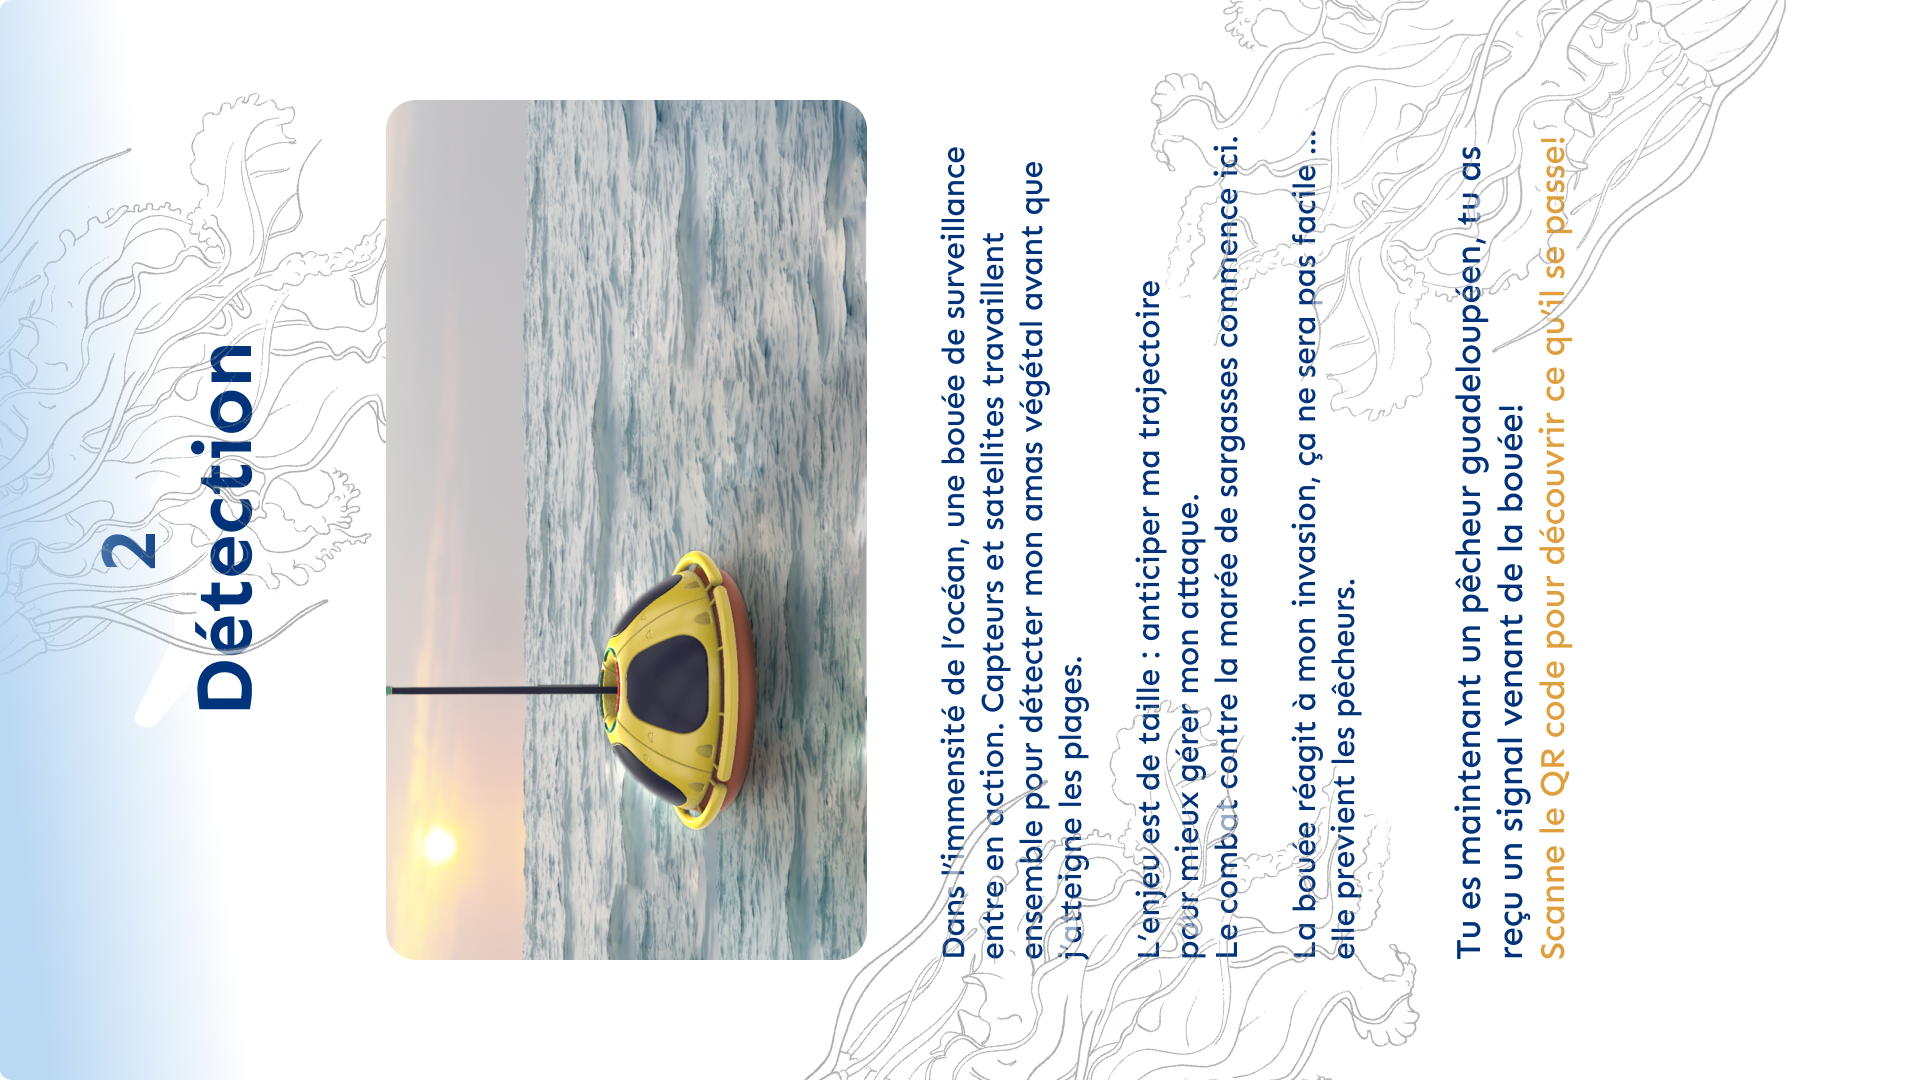 2
Détection
Dans l'immensité de l'océan, une bouée de surveillance
entre en action. Capteurs et satellites travaillent
ensemble pour détecter mon amas végétal avant que
j'atteigne les plages.
L'enjeu est de taille : anticiper ma trajectoire
pour mieux gérer mon attaque.
Le combat contre la marée de sargasses commence ici.
La bouée réagit à mon invasion, ça ne sera pas facile ...
elle previent les pêcheurs.
Tu es maintenant un pêcheur guadeloupéen, tu as
reçu un signal venant de la bouée!
Scanne le QR code pour découvrir ce qu'il se passe!